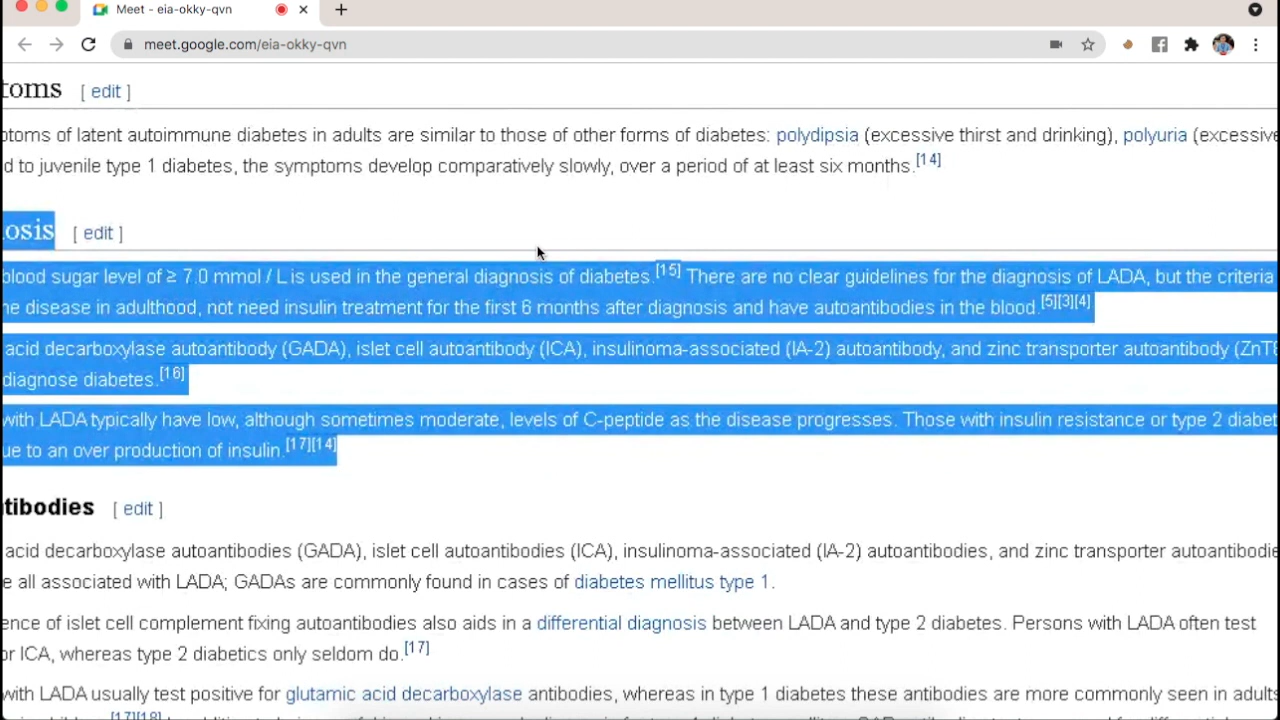 Meet - eia-okky-qvn
meet.google.com/eia-okky-qvn
toms [ edit ]
otoms of latent autoimmune diabetes in adults are similar to those of other forms of diabetes: polydipsia (excessive thirst and drinking), polyuria (excessive
d to juvenile type 1 diabetes, the symptoms develop comparatively slowly, over a period of at least six months.[14]
osis [ edit ]
blood sugar level of ≥ 7.0 mmol / L is used in the general diagnosis of diabetes.[15] There are no clear guidelines for the diagnosis of LADA, but the criteria
he disease in adulthood, not need insulin treatment for the first 6 months after diagnosis and have autoantibodies in the blood.[5][3][4]
acid decarboxylase autoantibody (GADA), islet cell autoantibody (ICA), insulinoma-associated (IA-2) autoantibody, and zinc transporter autoantibody (ZnT8
diagnose diabetes.[16]
with LADA typically have low, although sometimes moderate, levels of C-peptide as the disease progresses. Those with insulin resistance or type 2 diabet
ue to an over production of insulin.[17][14]
tibodies [ edit ]
acid decarboxylase autoantibodies (GADA), islet cell autoantibodies (ICA), insulinoma-associated (IA-2) autoantibodies, and zinc transporter autoantibodie
e all associated with LADA; GADAs are commonly found in cases of diabetes mellitus type 1.
ence of islet cell complement fixing autoantibodies also aids in a differential diagnosis between LADA and type 2 diabetes. Persons with LADA often test
or ICA, whereas type 2 diabetics only seldom do.[17]
with LADA usually test positive for glutamic acid decarboxylase antibodies, whereas in type 1 diabetes these antibodies are more commonly seen in adults